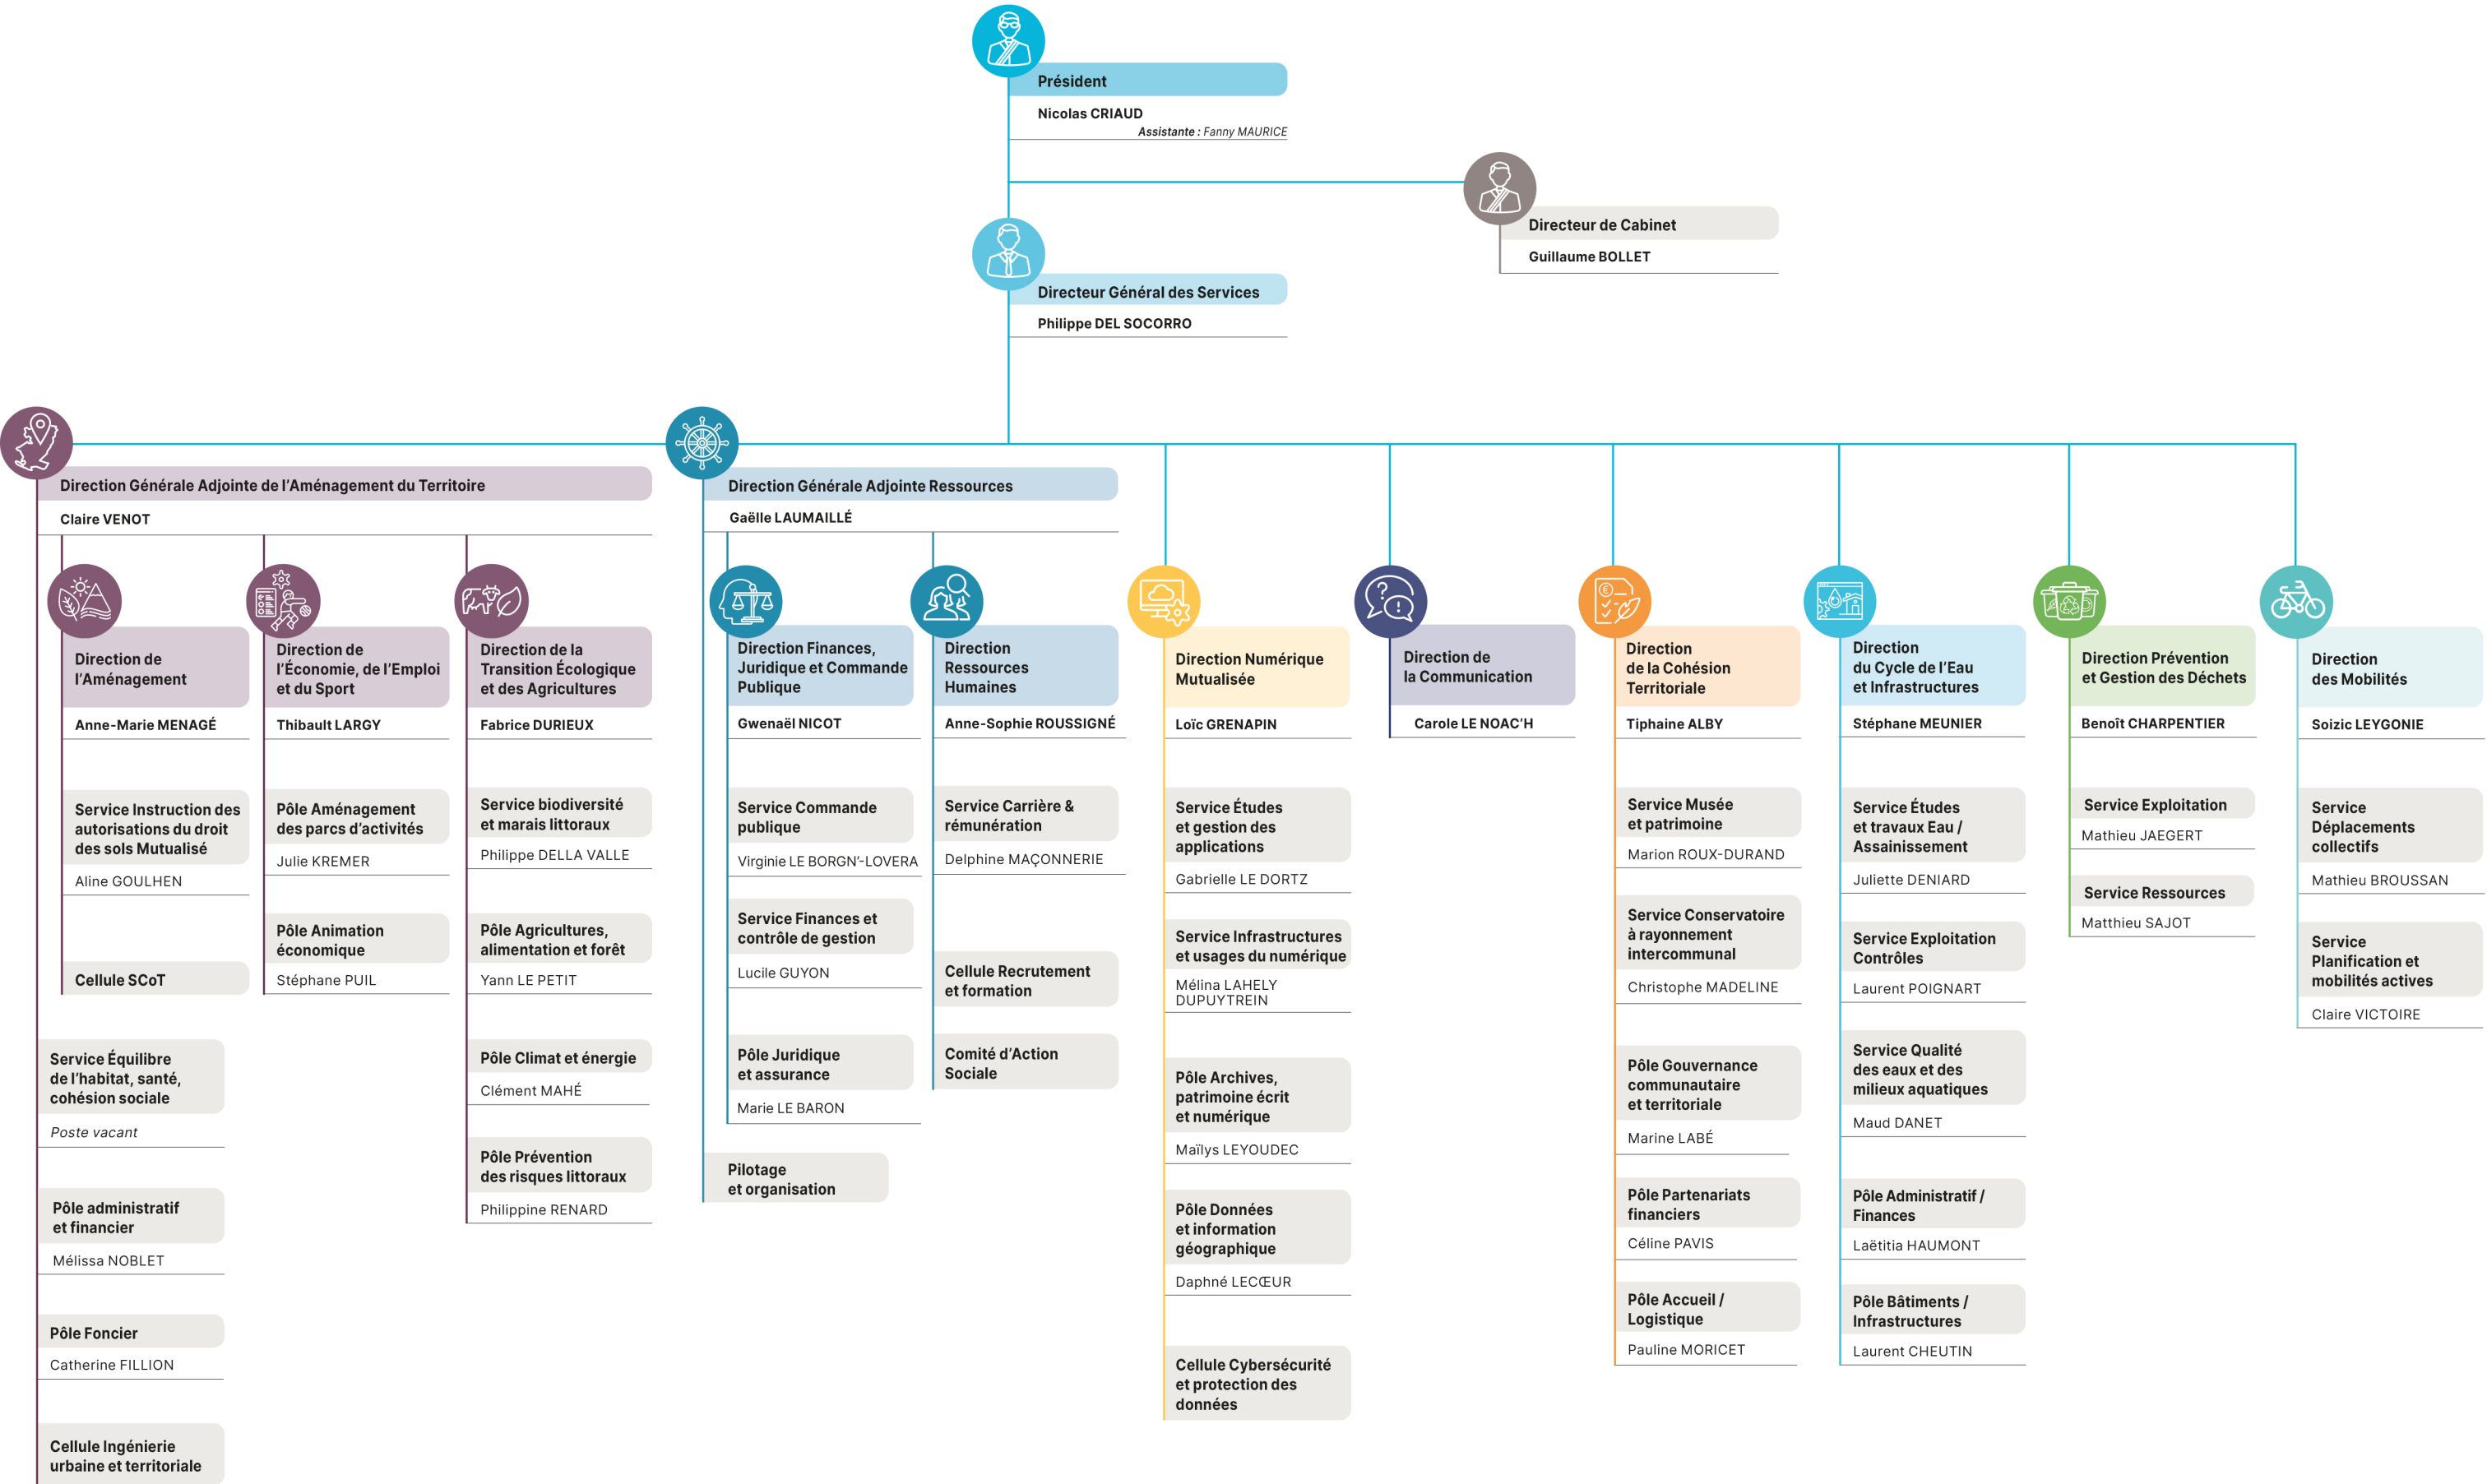 Président
Nicolas CRIAUD
Assistante : Fanny MAURICE
Directeur de Cabinet
Guillaume BOLLET
Directeur Général des Services
Philippe DEL SOCORRO
Direction Générale Adjointe de l’Aménagement du Territoire
Claire VENOT
Direction de
l’Aménagement
Anne-Marie MENAGÉ
Service Instruction des
autorisations du droit
des sols Mutualisé
Aline GOULHEN
Cellule SCoT
Direction de
l’Économie, de l’Emploi
et du Sport
Thibault LARGY
Pôle Aménagement
des parcs d’activités
Julie KREMER
Pôle Animation
économique
Stéphane PUIL
Direction de la
Transition Écologique
et des Agricultures
Fabrice DURIEUX
Service biodiversité
et marais littoraux
Philippe DELLA VALLE
Pôle Agricultures,
alimentation et forêt
Yann LE PETIT
Pôle Climat et énergie
Clément MAHÉ
Pôle Prévention
des risques littoraux
Philippine RENARD
Service Équilibre
de l’habitat, santé,
cohésion sociale
Poste vacant
Pôle administratif
et financier
Mélissa NOBLET
Pôle Foncier
Catherine FILLION
Cellule Ingénierie
urbaine et territoriale
Direction Générale Adjointe Ressources
Gaëlle LAUMAILLÉ
Direction Finances,
Juridique et Commande
Publique
Gwenaël NICOT
Service Commande
publique
Virginie LE BORGN’-LOVERA
Service Finances et
contrôle de gestion
Lucile GUYON
Pôle Juridique
et assurance
Marie LE BARON
Direction
Ressources
Humaines
Anne-Sophie ROUSSIGNÉ
Service Carrière &
rémunération
Delphine MAÇONNERIE
Cellule Recrutement
et formation
Comité d’Action
Sociale
Pilotage
et organisation
Direction Numérique
Mutualisée
Loïc GRENAPIN
Service Études
et gestion des
applications
Gabrielle LE DORTZ
Service Infrastructures
et usages du numérique
Mélina LAHELY
DUPUYTREIN
Pôle Archives,
patrimoine écrit
et numérique
Maïlys LEYOUDEC
Pôle Données
et information
géographique
Daphné LECŒUR
Cellule Cybersécurité
et protection des
données
Direction de
la Communication
Carole LE NOAC’H
Direction
de la Cohésion
Territoriale
Tiphaine ALBY
Service Musée
et patrimoine
Marion ROUX-DURAND
Service Conservatoire
à rayonnement
intercommunal
Christophe MADELINE
Pôle Gouvernance
communautaire
et territoriale
Marine LABÉ
Pôle Partenariats
financiers
Céline PAVIS
Pôle Accueil /
Logistique
Pauline MORICET
Direction
du Cycle de l’Eau
et Infrastructures
Stéphane MEUNIER
Service Études
et travaux Eau /
Assainissement
Juliette DENIARD
Service Exploitation
Contrôles
Laurent POIGNART
Service Qualité
des eaux et des
milieux aquatiques
Maud DANET
Pôle Administratif /
Finances
Laëtitia HAUMONT
Pôle Bâtiments /
Infrastructures
Laurent CHEUTIN
Direction Prévention
et Gestion des Déchets
Benoît CHARPENTIER
Service Exploitation
Mathieu JAEGERT
Service Ressources
Matthieu SAJOT
Direction
des Mobilités
Soizic LEYGONIE
Service
Déplacements
collectifs
Mathieu BROUSSAN
Service
Planification et
mobilités actives
Claire VICTOIRE